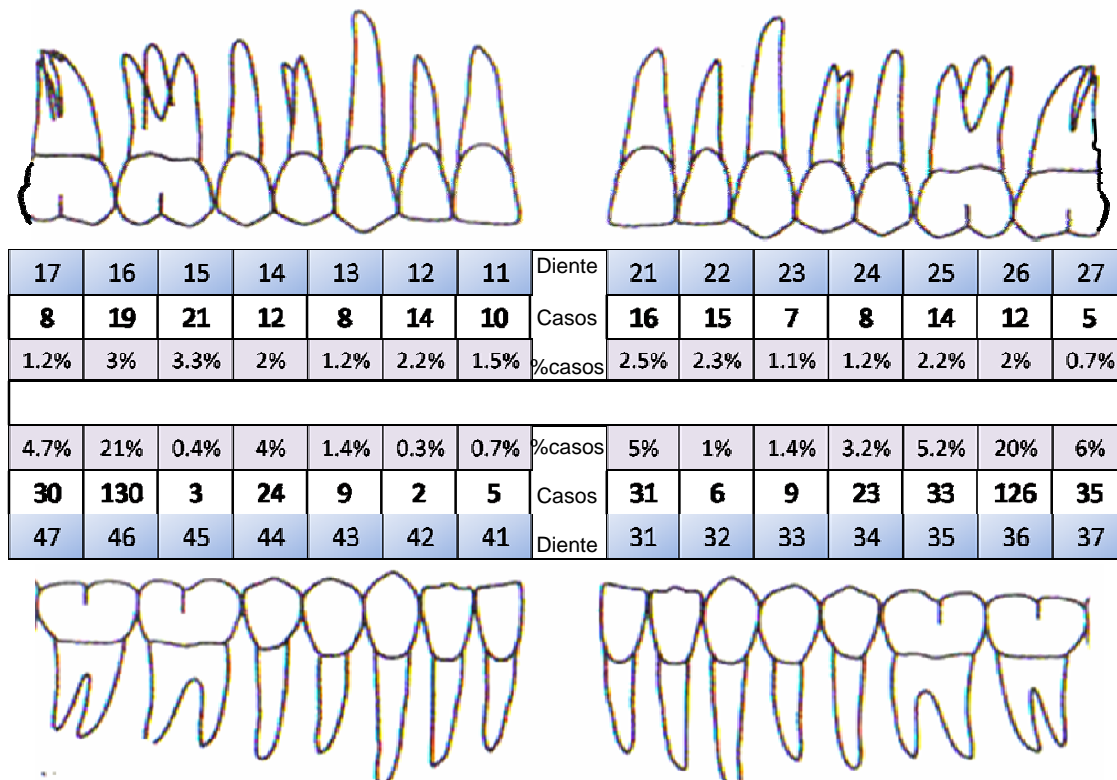 17 16 15 14 13 12 11 Diente 21 22 23 24 25 26 27
8 19 21 12 8 14 10 Casos 16 15 7 8 14 12 5
1.2% 3% 3.3% 2% 1.2% 2.2% 1.5% %casos 2.5% 2.3% 1.1% 1.2% 2.2% 2% 0.7%
4.7% 21% 0.4% 4% 1.4% 0.3% 0.7% %casos 5% 1% 1.4% 3.2% 5.2% 20% 6%
30 130 3 24 9 2 5 Casos 31 6 9 23 33 126 35
47 46 45 44 43 42 41 Diente 31 32 33 34 35 36 37